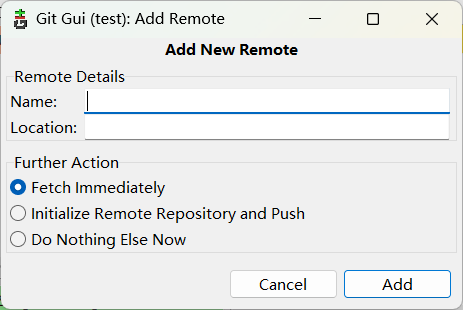 Git Gui (test): Add Remote
Add New Remote
Remote Details
Name:
Location:
Further Action
Fetch Immediately
Initialize Remote Repository and Push
Do Nothing Else Now
Cancel
Add